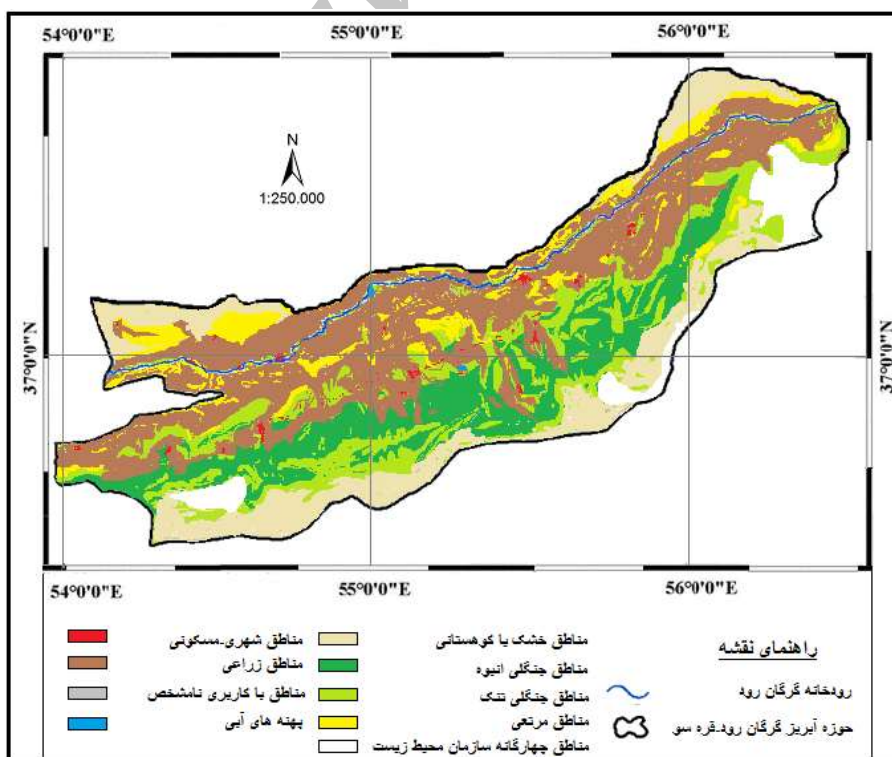 54°0'0"E 55°0'0"E 56°0'0"E
N
1:250.000
37°0'0"N 37°0'0"N
54°0'0"E 55°0'0"E 56°0'0"E
راهنمای نقشه
رودخانه گرگان رود
حوزه آبریز گرگان رود-قره سو
مناطق خشک یا کوهستانی
مناطق جنگلی انبوه
مناطق جنگلی تنک
مناطق مرتعی
مناطق چهارگانه سازمان محیط زیست
مناطق شهری-مسکونی
مناطق زراعی
مناطق با کاربری نامشخص
پهنه های آبی